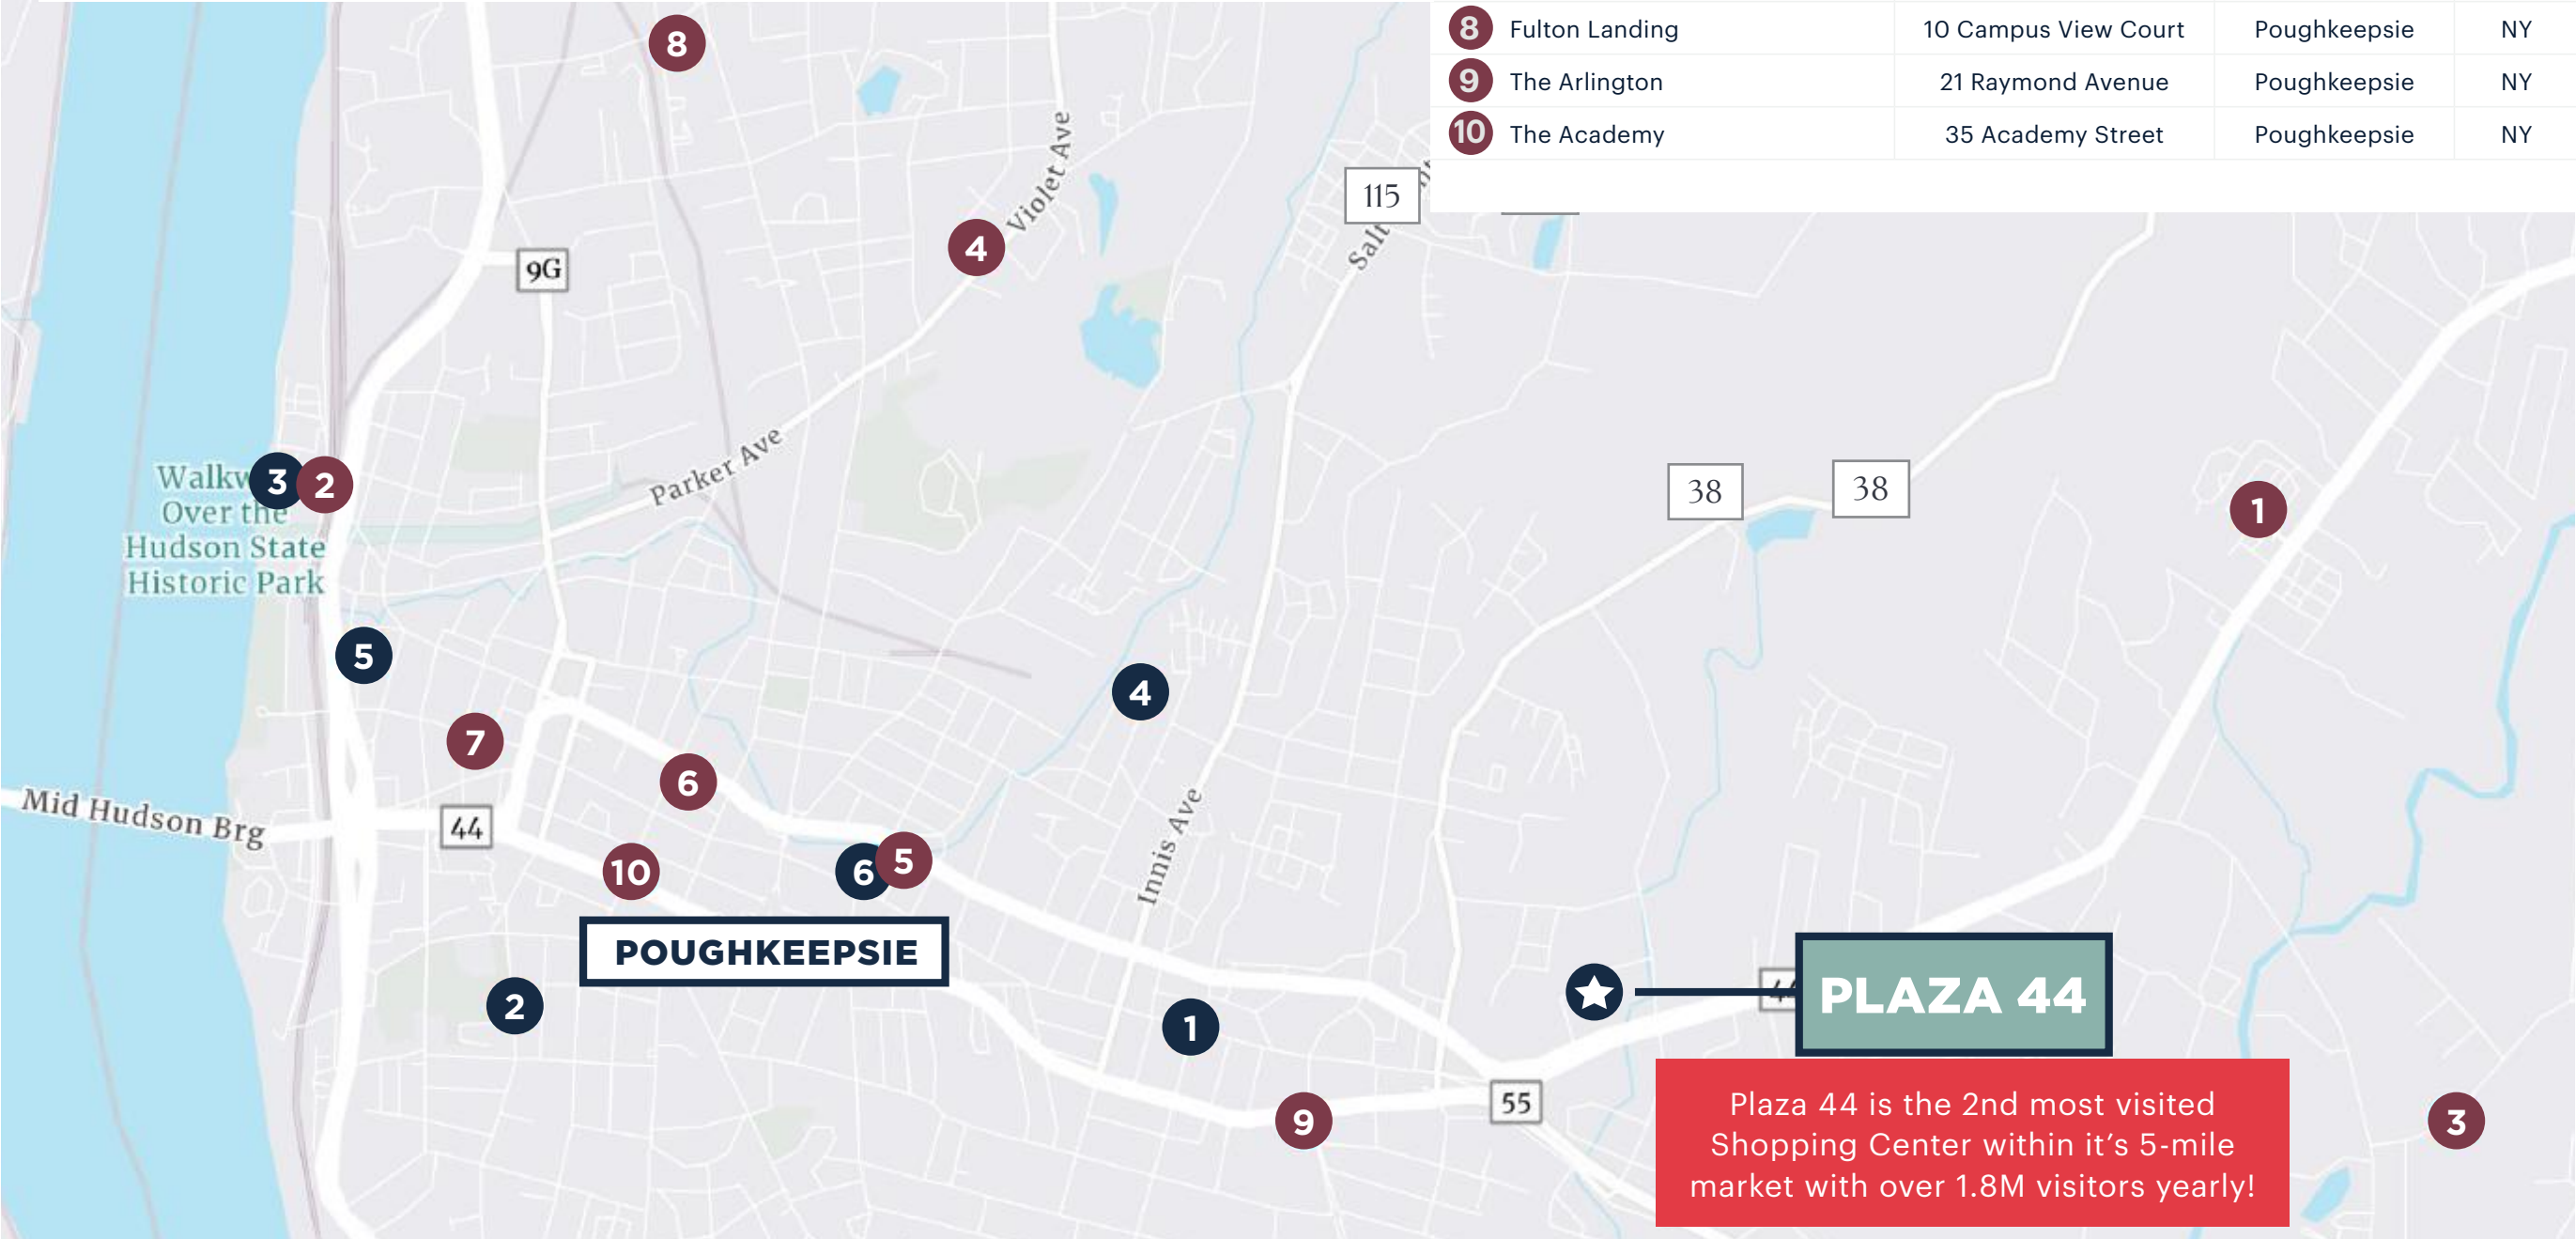 8 Fulton Landing 10 Campus View Court Poughkeepsie NY
9 The Arlington 21 Raymond Avenue Poughkeepsie NY
10 The Academy 35 Academy Street Poughkeepsie NY
8
Violet Ave
115
Salt
4
9G
Parker Ave
38
38
3
2
1
Over the
Hudson State
Historic Park
5
4
7
6
Mid Hudson Brg
44
Innis Ave
10
6
5
POUGHKEEPSIE
2
1
PLAZA 44
9
55
3
Plaza 44 is the 2nd most visited
Shopping Center within it's 5-mile
market with over 1.8M visitors yearly!